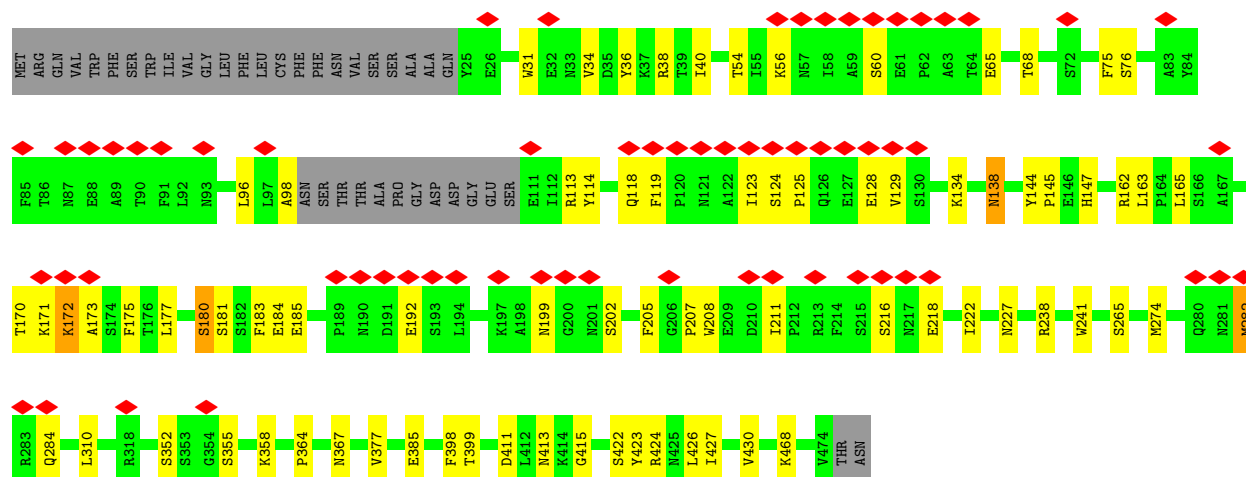 MET ARG GLN VAL TRP PHE SER TRP ILE VAL GLY LEU PHE LEU CYS PHE PHE ASN VAL SER SER ALA ALA GLN Y25 E26 W31 E32 N33 V34 D35 Y36 K37 R38 T39 I40 T54 I55 K56 N57 I58 A59 S60 E61 P62 A63 T64 E65 T68 S72 F75 S76 A83 Y84
F85 T86 N87 E88 A89 T90 F91 L92 N93 L96 L97 A98 ASN SER THR THR ALA PRO GLY ASP ASP GLY GLU SER E111 I112 R113 Y114 Q118 F119 P120 N121 A122 I123 S124 P125 Q126 E127 E128 V129 S130 K134 N138 Y144 P145 E146 H147 R162 L163 P164 L165 S166 A167
T170 K171 K172 A173 S174 F175 T176 L177 S180 S181 S182 F183 E184 E185 P189 N190 D191 E192 S193 L194 K197 A198 N199 G200 N201 S202 F205 G206 P207 W208 E209 D210 I211 P212 R213 F214 S215 S216 N217 E218 I222 N227 R238 W241 S265 M274 Q280 N281
R283 Q284 L310 R318 S352 S353 G354 S355 K358 P364 N367 V377 E385 F398 T399 D411 L412 N413 K414 G415 S422 Y423 R424 N425 L426 I427 V430 K468 V474 THR ASN